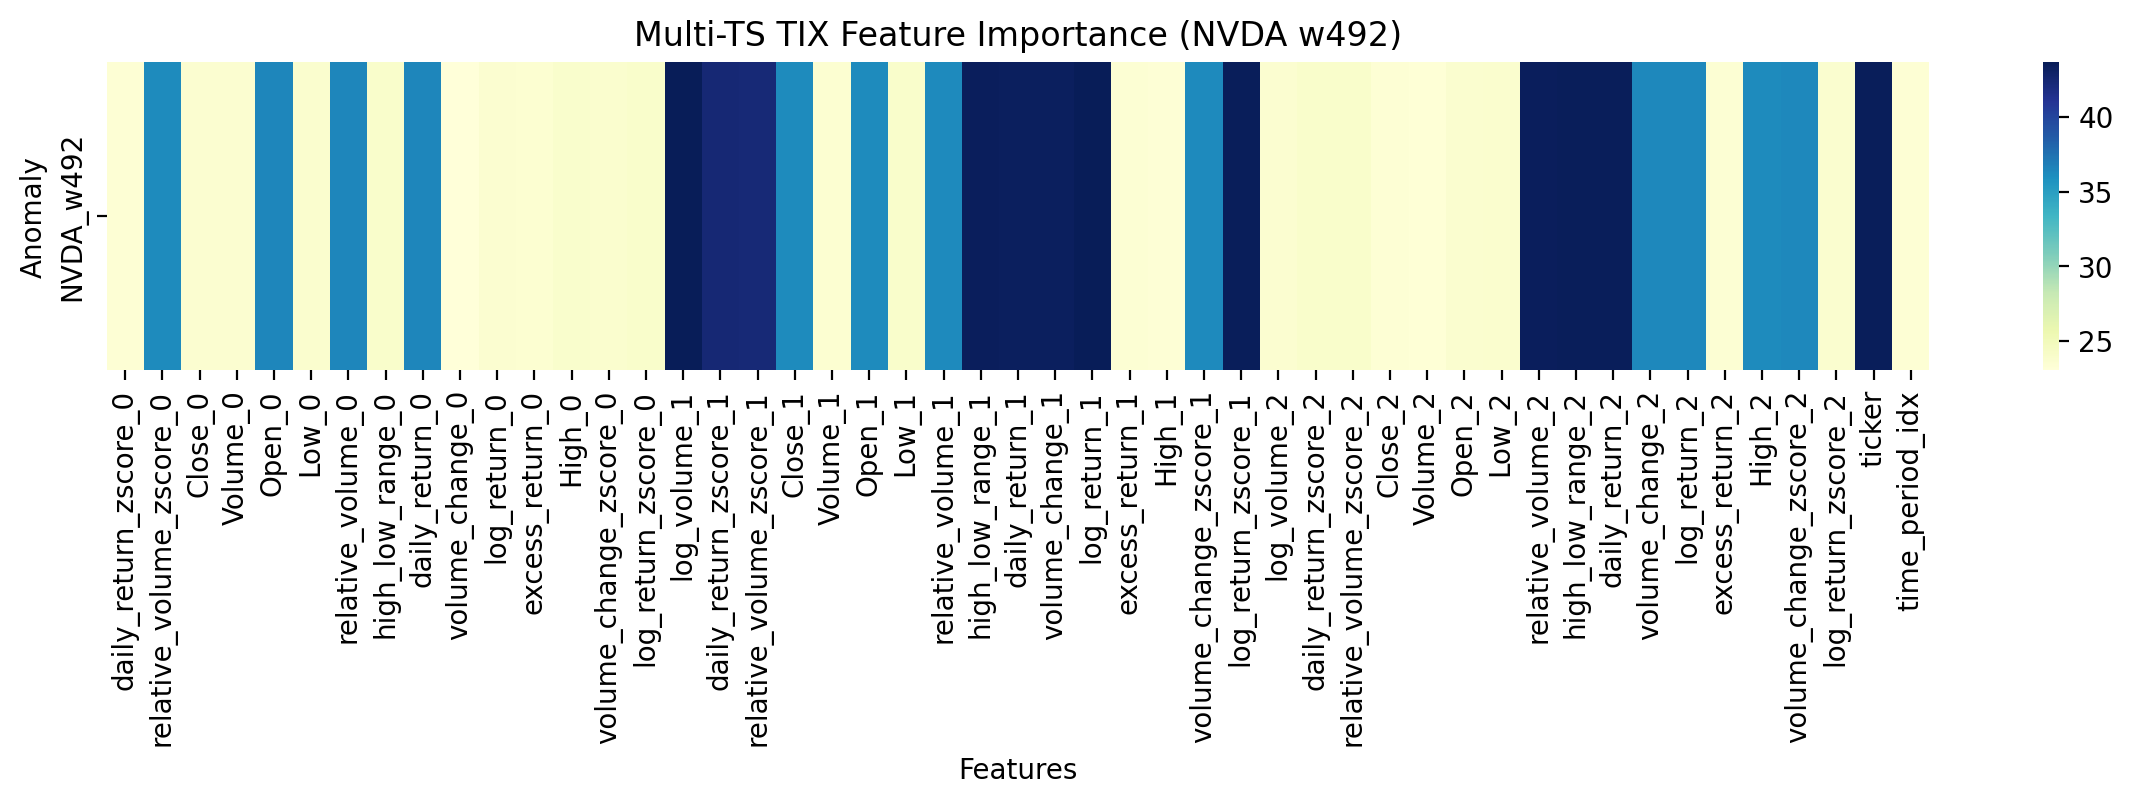 Multi-TS TIX Feature Importance (NVDA w492)
Anomaly
NVDA_w492
40
35
30
25
daily_return_zscore_0
relative_volume_zscore_0
Close_0
Volume_0
Open_0
Low_0
relative_volume_0
high_low_range_0
daily_return_0
volume_change_0
log_return_0
excess_return_0
High_0
volume_change_zscore_0
log_return_zscore_0
log_volume_1
daily_return_zscore_1
relative_volume_zscore_1
Close_1
Volume_1
Open_1
Low_1
relative_volume_1
high_low_range_1
daily_return_1
volume_change_1
log_return_1
excess_return_1
High_1
volume_change_zscore_1
log_return_zscore_1
log_volume_2
daily_return_zscore_2
relative_volume_zscore_2
Close_2
Volume_2
Open_2
Low_2
relative_volume_2
high_low_range_2
daily_return_2
volume_change_2
log_return_2
excess_return_2
High_2
volume_change_zscore_2
log_return_zscore_2
ticker
time_period_idx
Features